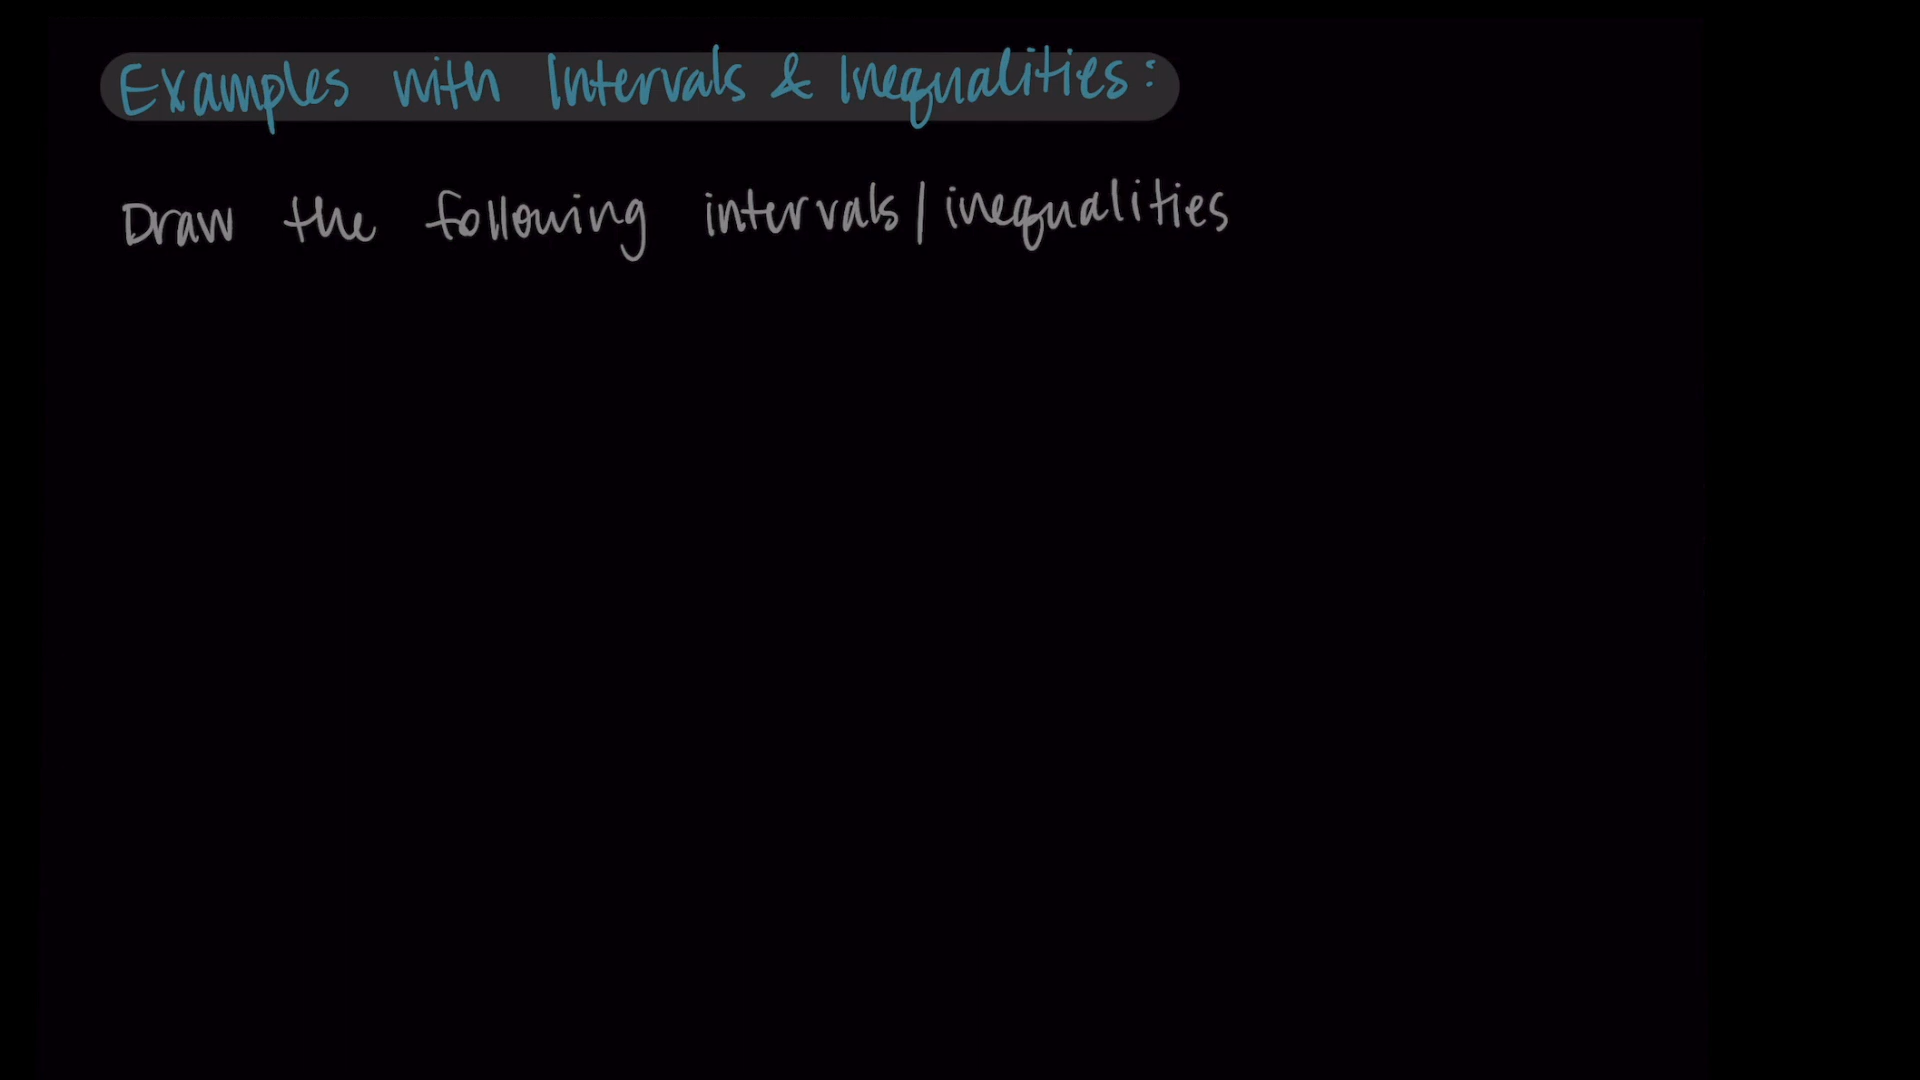 Examples with Intervals & Inequalities:
Draw the following intervals/inequalities